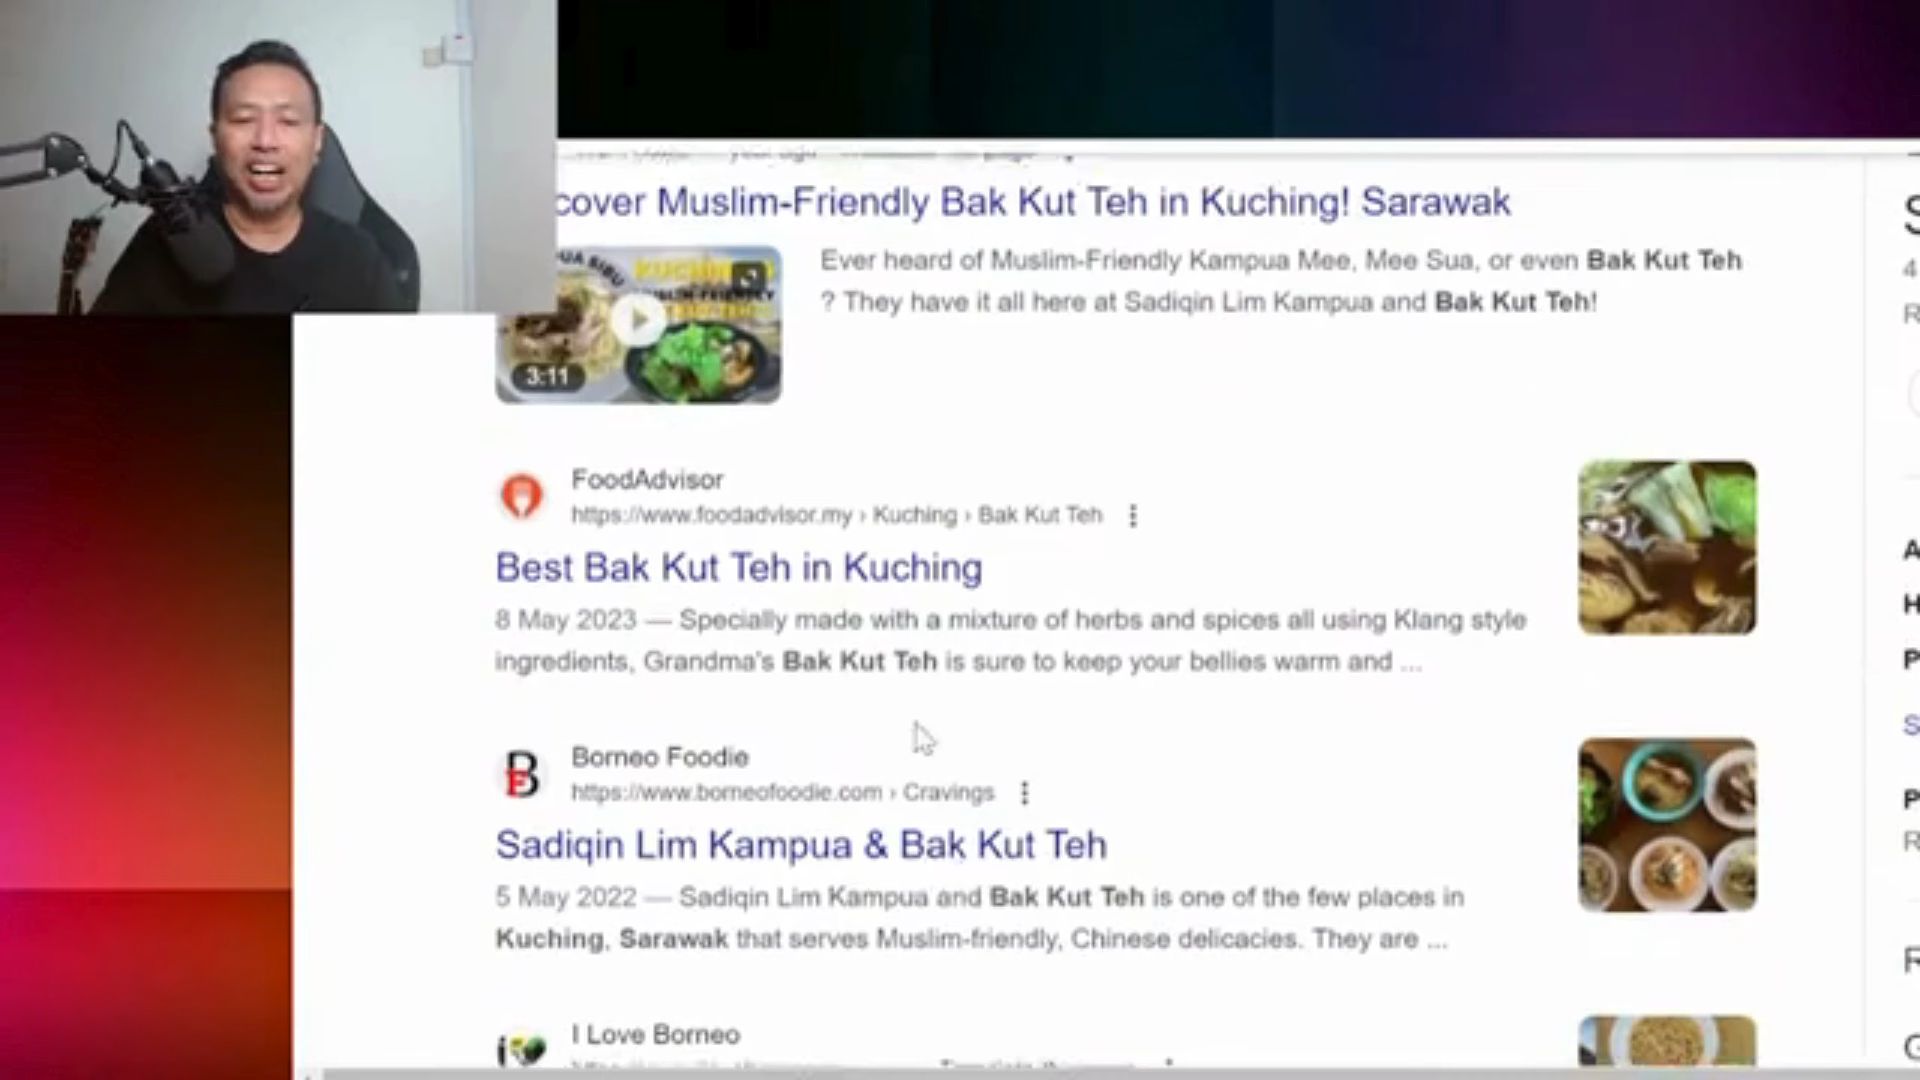 cover Muslim-Friendly Bak Kut Teh in Kuching! Sarawak
Ever heard of Muslim-Friendly Kampua Mee, Mee Sua, or even Bak Kut Teh
? They have it all here at Sadiqin Lim Kampua and Bak Kut Teh!
3:11
FoodAdvisor
https://www.foodadvisor.my › Kuching › Bak Kut Teh
Best Bak Kut Teh in Kuching
8 May 2023 — Specially made with a mixture of herbs and spices all using Klang style
ingredients, Grandma's Bak Kut Teh is sure to keep your bellies warm and ...
Borneo Foodie
https://www.borneofoodie.com › Cravings
Sadiqin Lim Kampua & Bak Kut Teh
5 May 2022 — Sadiqin Lim Kampua and Bak Kut Teh is one of the few places in
Kuching, Sarawak that serves Muslim-friendly, Chinese delicacies. They are ...
I Love Borneo